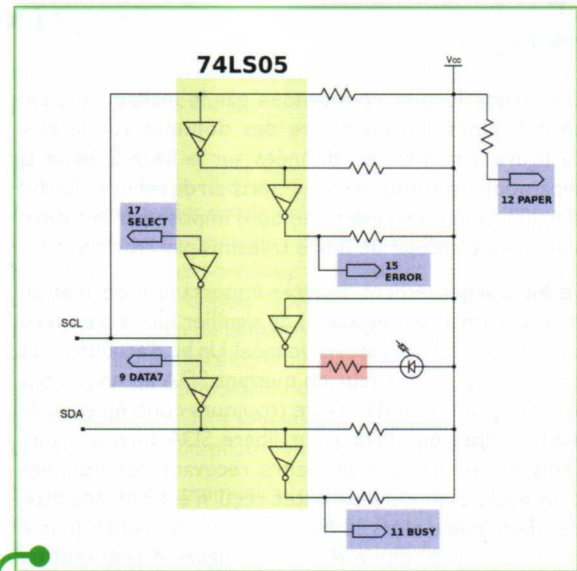 74LS05
Vcc
12 PAPER
17
SELECT
15
ERROR
SCL
9 DATA7
SDA
11 BUSY